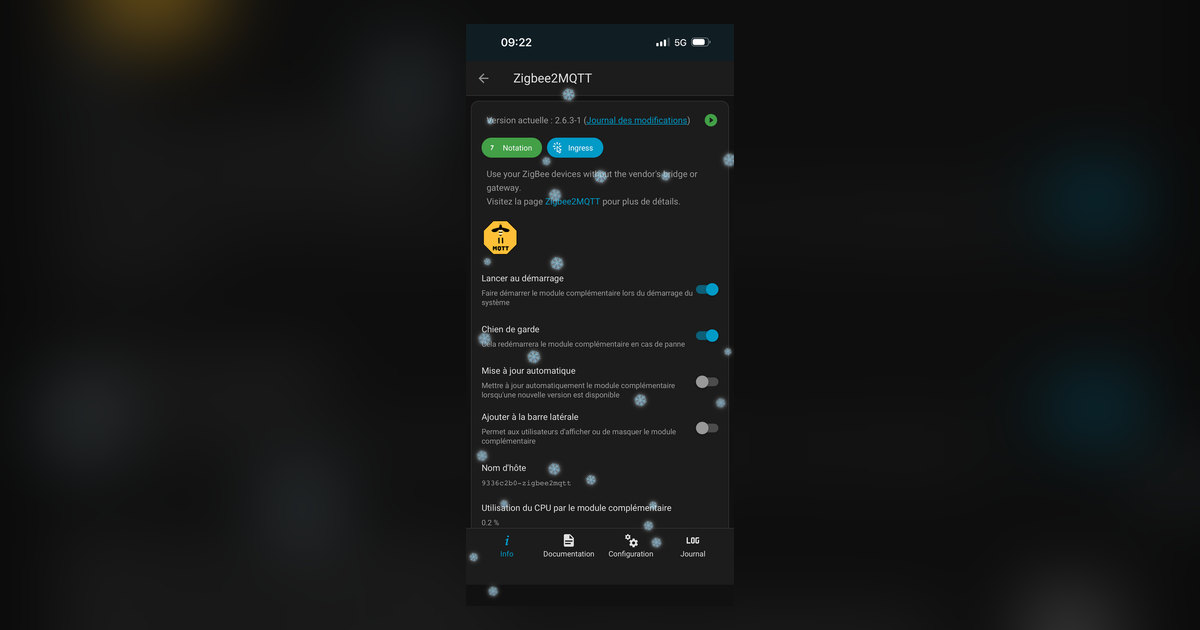 09:22
5G
Zigbee2MQTT
Version actuelle : 2.6.3-1 (Journal des modifications)
7 Notation
Ingress
Use your ZigBee devices without the vendor's bridge or
gateway.
Visitez la page Zigbee2MQTT pour plus de détails.
MQTT
Lancer au démarrage
Faire démarrer le module complémentaire lors du démarrage du
système
Chien de garde
Cela redémarrera le module complémentaire en cas de panne
Mise à jour automatique
Mettre à jour automatiquement le module complémentaire
lorsqu'une nouvelle version est disponible
Ajouter à la barre latérale
Permet aux utilisateurs d'afficher ou de masquer le module
complémentaire
Nom d'hôte
9336c2b0-zigbee2mqtt
Utilisation du CPU par le module complémentaire
0.2 %
Info
Documentation
Configuration
LOG
Journal